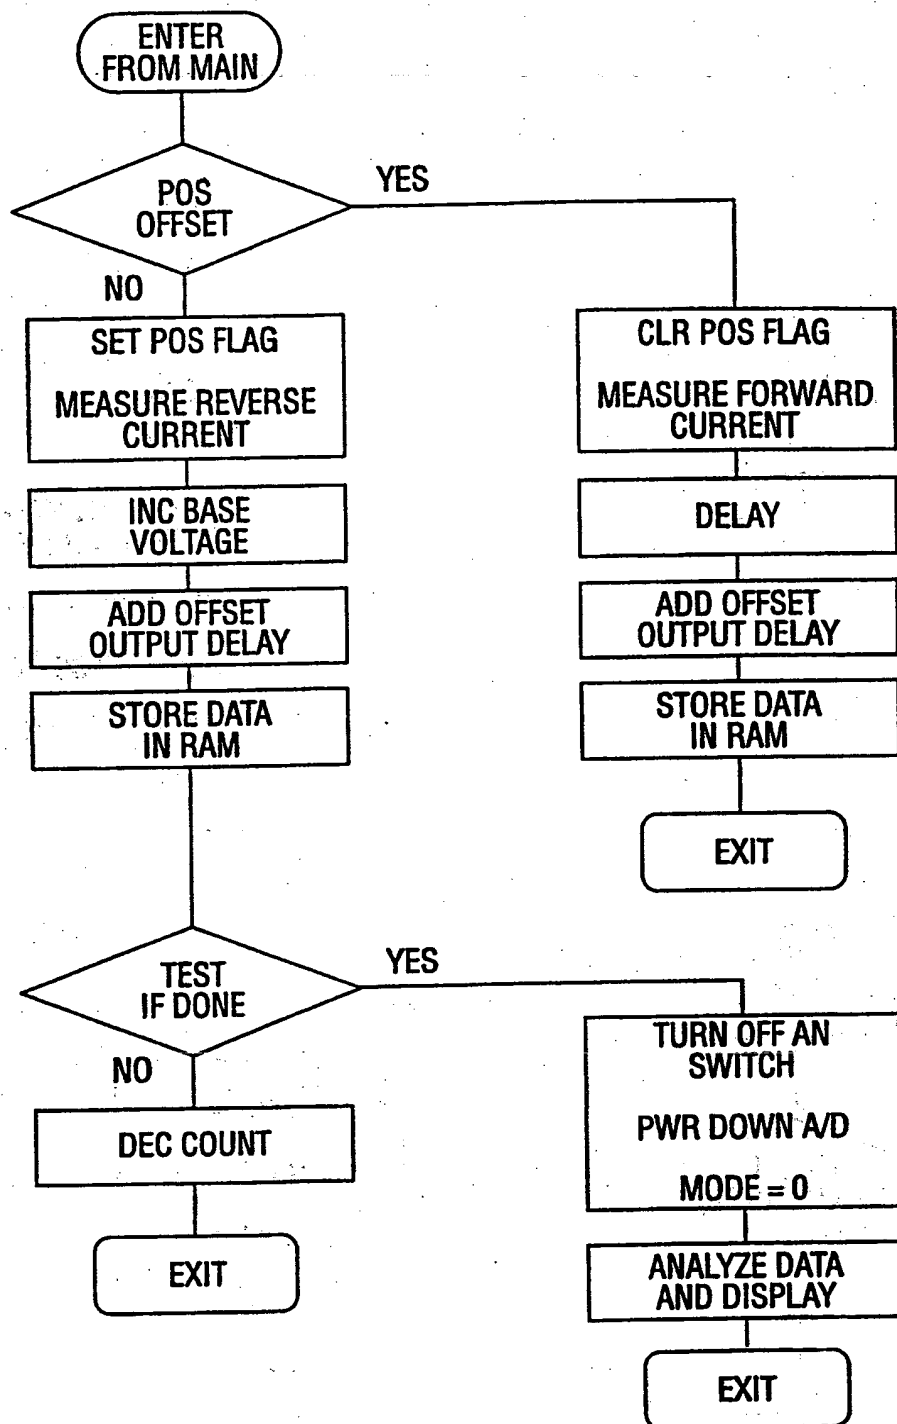 ENTER
FROM MAIN
POS
OFFSET
YES
NO
SET POS FLAG
MEASURE REVERSE
CURRENT
INC BASE
VOLTAGE
ADD OFFSET
OUTPUT DELAY
STORE DATA
IN RAM
CLR POS FLAG
MEASURE FORWARD
CURRENT
DELAY
ADD OFFSET
OUTPUT DELAY
STORE DATA
IN RAM
EXIT
TEST
IF DONE
YES
NO
DEC COUNT
EXIT
TURN OFF AN
SWITCH
PWR DOWN A/D
MODE = 0
ANALYZE DATA
AND DISPLAY
EXIT